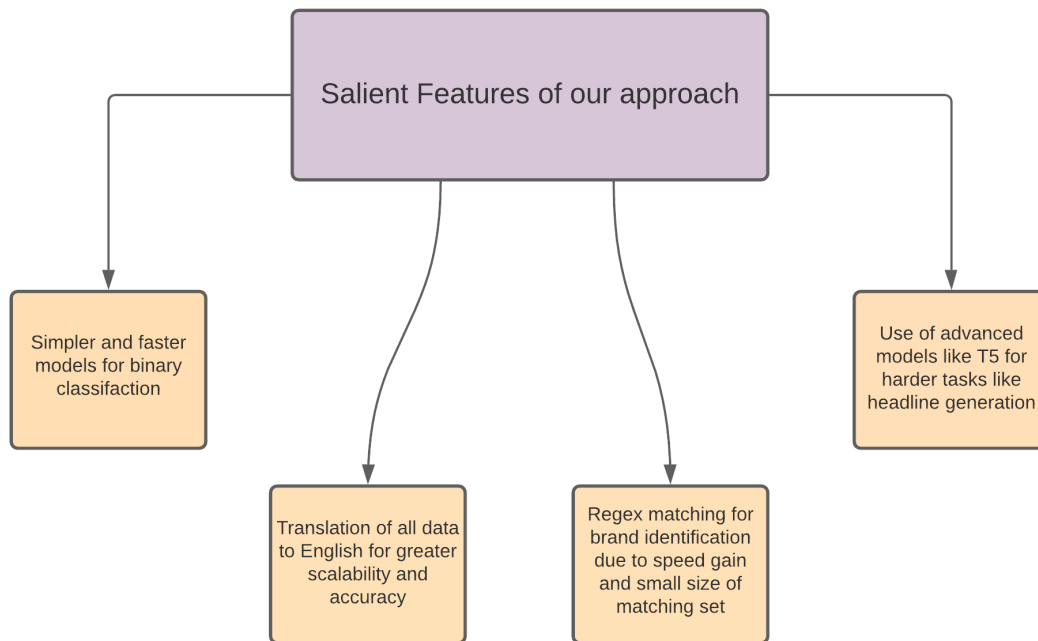 Salient Features of our approach
Simpler and faster
models for binary
classifaction
Translation of all data
to English for greater
scalability and
accuracy
Regex matching for
brand identification
due to speed gain
and small size of
matching set
Use of advanced
models like T5 for
harder tasks like
headline generation